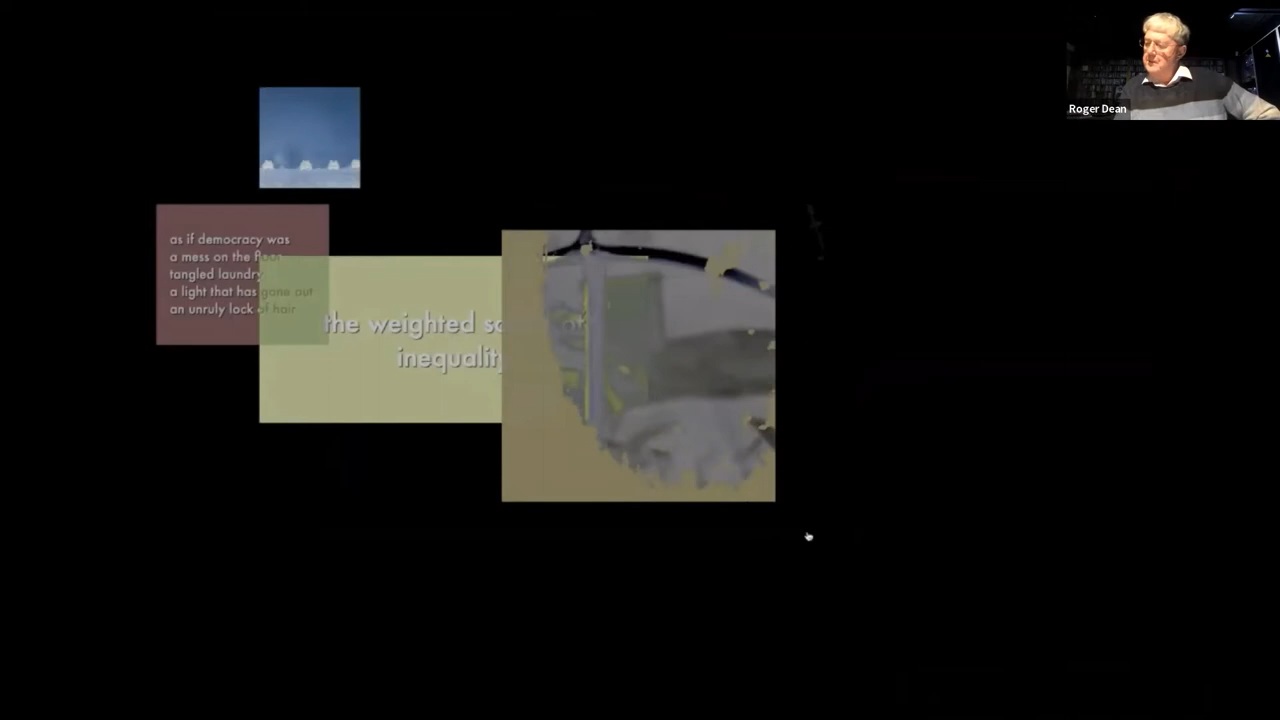 Roger Dean
as if democracy was
a mess on the floor
tangled laundry
a light that has gone out
an unruly lock of hair
the weighted
inequality